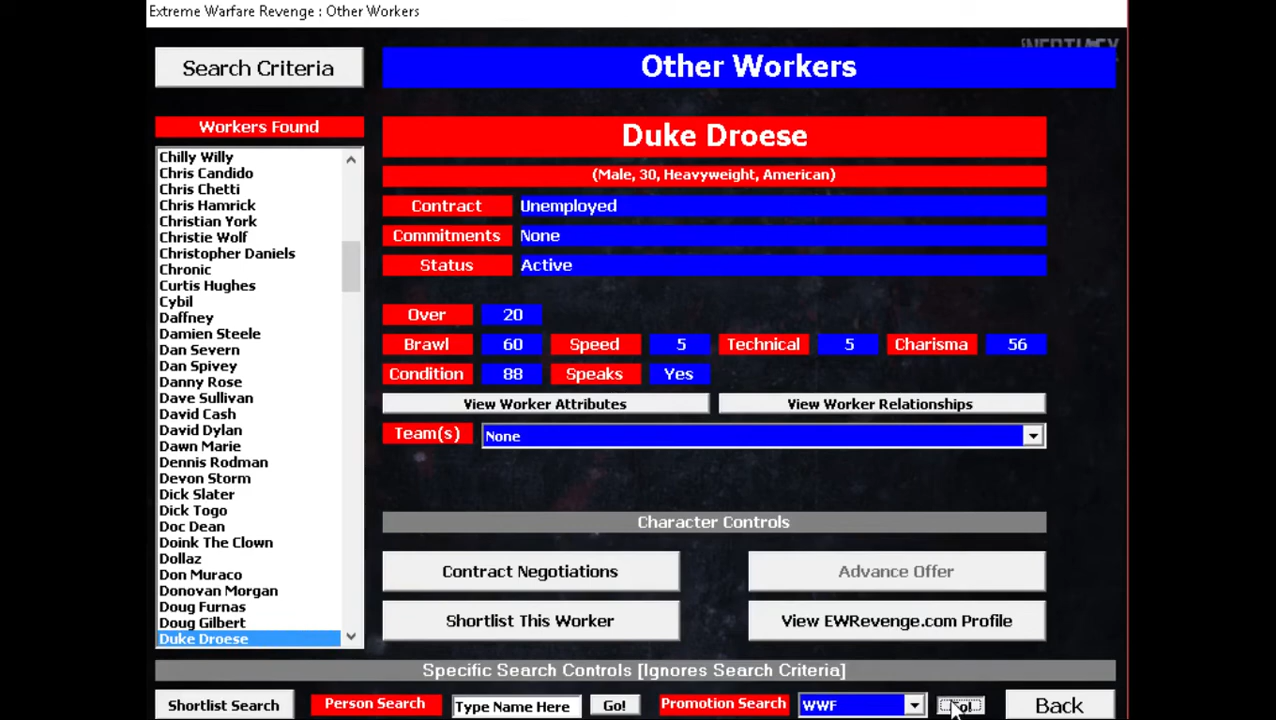 Extreme Warfare Revenge : Other Workers
Search Criteria
Other Workers
Workers Found
Chilly Willy
Chris Candido
Chris Chetti
Chris Hamrick
Christian York
Christie Wolf
Christopher Daniels
Chronic
Curtis Hughes
Cybil
Daffney
Damien Steele
Dan Severn
Dan Spivey
Danny Rose
Dave Sullivan
David Cash
David Dylan
Dawn Marie
Dennis Rodman
Devon Storm
Dick Slater
Dick Togo
Doc Dean
Doink The Clown
Dollaz
Don Muraco
Donovan Morgan
Doug Furnas
Doug Gilbert
Duke Droese
Duke Droese
(Male, 30, Heavyweight, American)
Contract Unemployed
Commitments None
Status Active
Over 20
Brawl 60 Speed 5 Technical 5 Charisma 56
Condition 88 Speaks Yes
View Worker Attributes View Worker Relationships
Team(s) None
Character Controls
Contract Negotiations Advance Offer
Shortlist This Worker View EWRevenge.com Profile
Specific Search Controls [Ignores Search Criteria]
Shortlist Search Person Search Type Name Here Go! Promotion Search WWF Back